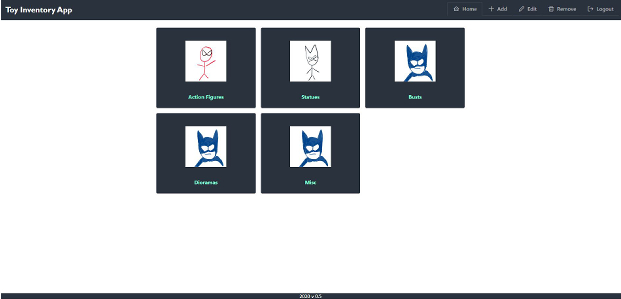 Toy Inventory App
Home
Add
Edit
Remove
Logout
Action Figures
Statues
Busts
Dioramas
Misc
2020 v 0.5